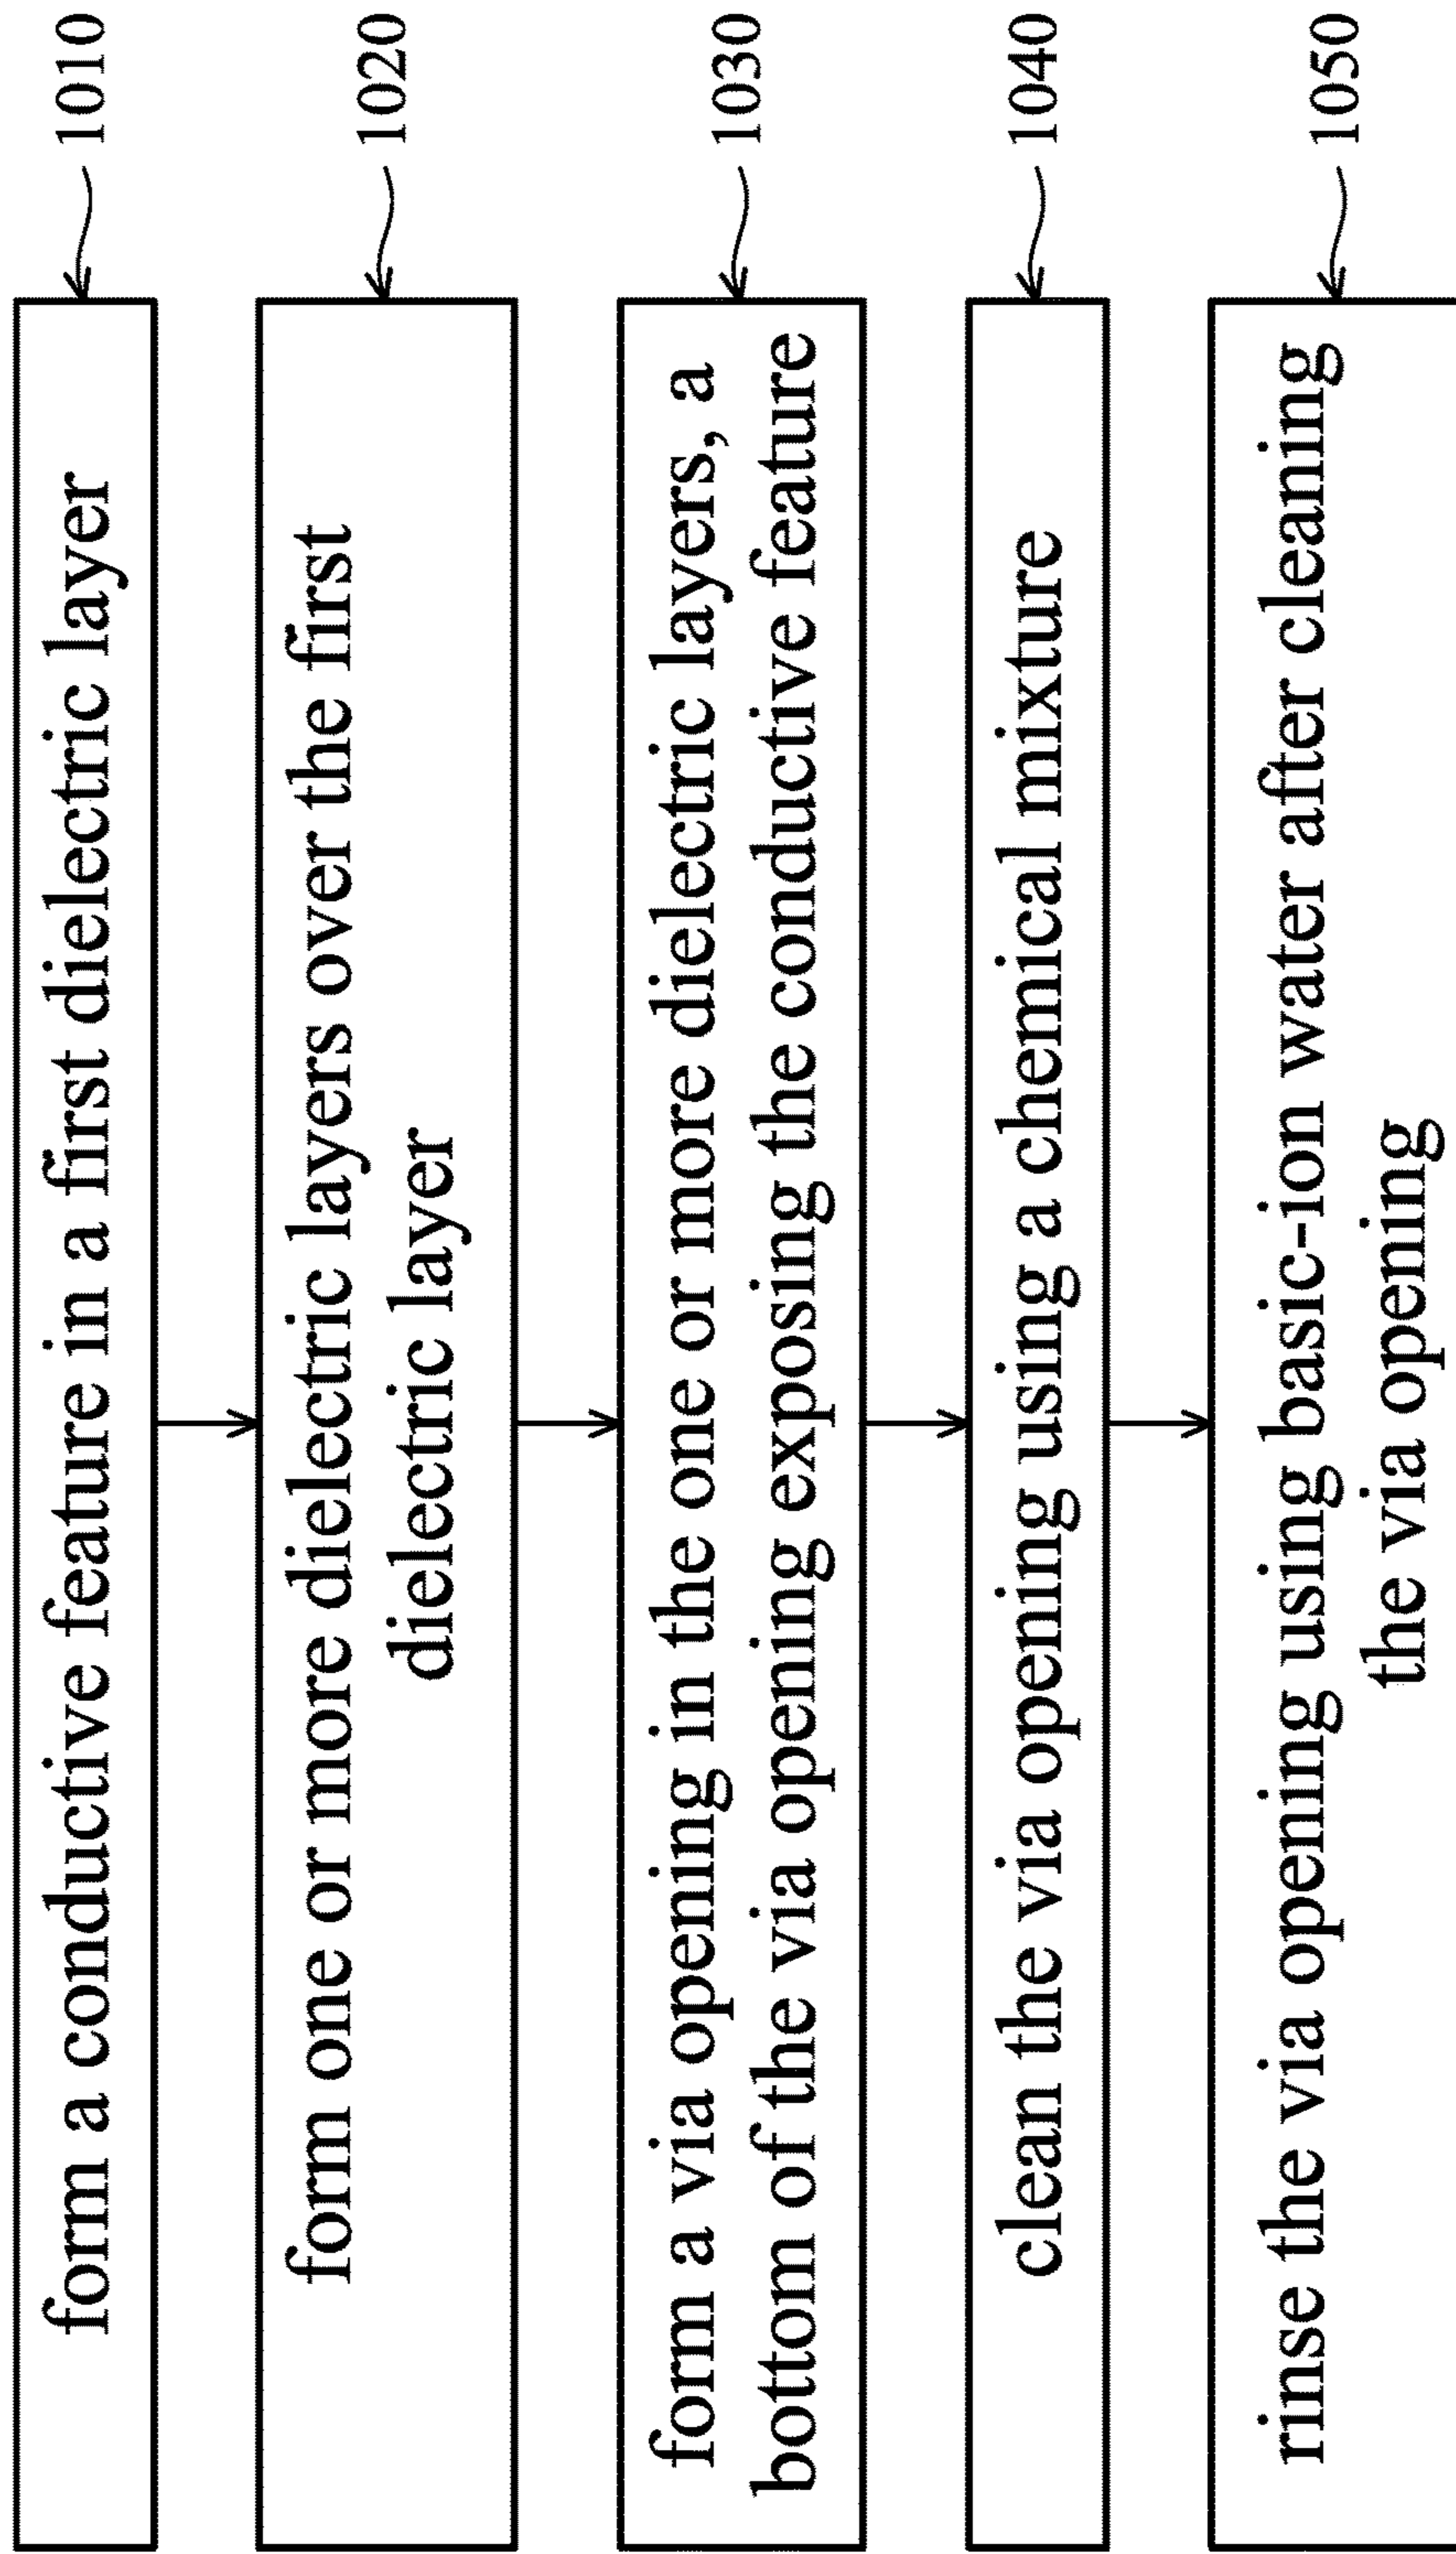 form a conductive feature in a first dielectric layer
1010
form one or more dielectric layers over the first
dielectric layer
1020
form a via opening in the one or more dielectric layers, a
bottom of the via opening exposing the conductive feature
1030
clean the via opening using a chemical mixture
1040
rinse the via opening using basic-ion water after cleaning
the via opening
1050